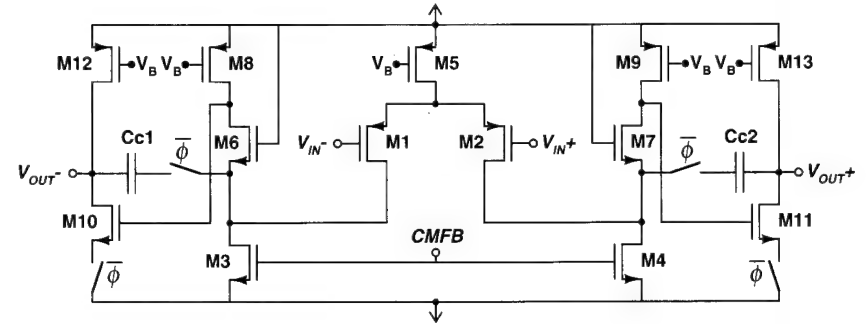 M12
V_B
V_B
M8
V_B
M5
M9
V_B
V_B
M13
Cc1
φ̅
M6
V_IN-
M1
M2
V_IN+
M7
φ̅
Cc2
V_OUT-
V_OUT+
M10
M11
CMFB
φ̅
M3
M4
φ̅